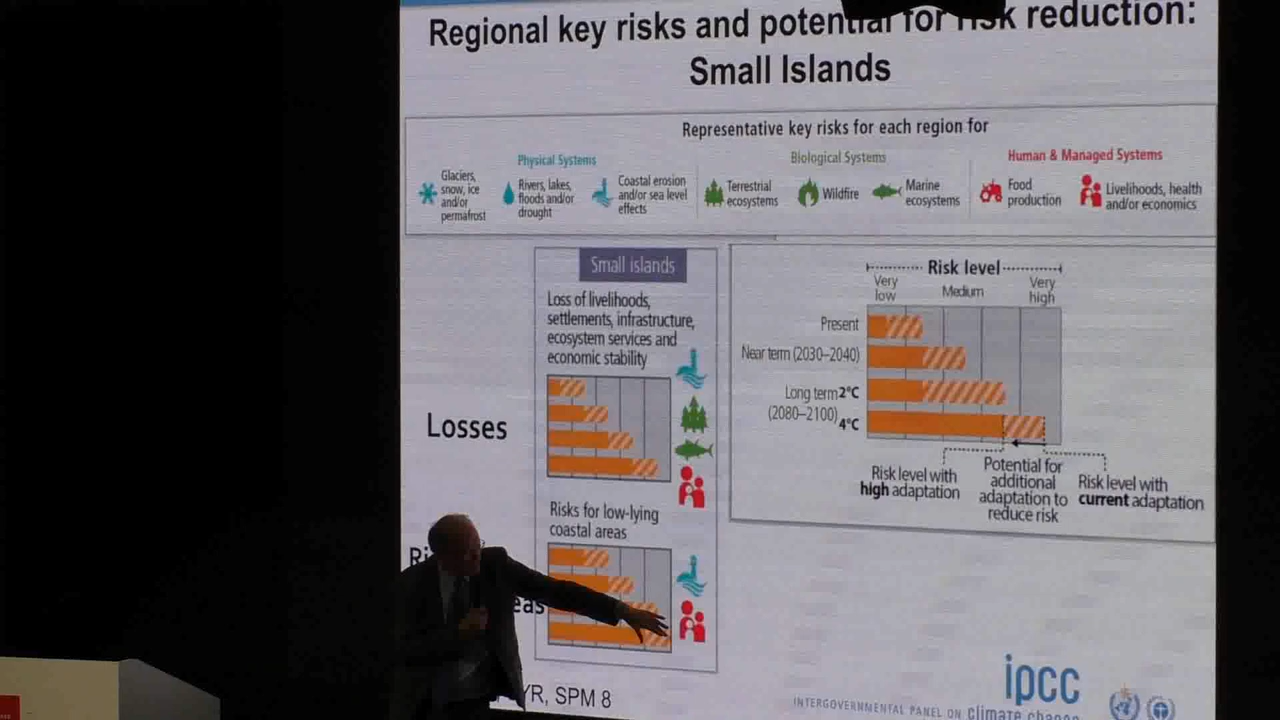 Regional key risks and potential for risk reduction:
Small Islands
Representative key risks for each region for
Physical Systems
Biological Systems
Human & Managed Systems
Glaciers,
snow, ice
and/or
permafrost
Rivers, lakes,
floods and/or
drought
Coastal erosion
and/or sea level
effects
Terrestrial
ecosystems
Wildfire
Marine
ecosystems
Food
production
Livelihoods, health
and/or economics
Small islands
Loss of livelihoods,
settlements, infrastructure,
ecosystem services and
economic stability
Losses
Risks for low-lying
coastal areas
Risk level
Very
low
Medium
Very
high
Present
Near term (2030–2040)
Long term 2°C
(2080–2100) 4°C
Risk level with
high adaptation
Potential for
additional
adaptation to
reduce risk
Risk level with
current adaptation
YR, SPM 8
ipcc
INTERGOVERNMENTAL PANEL ON climate change